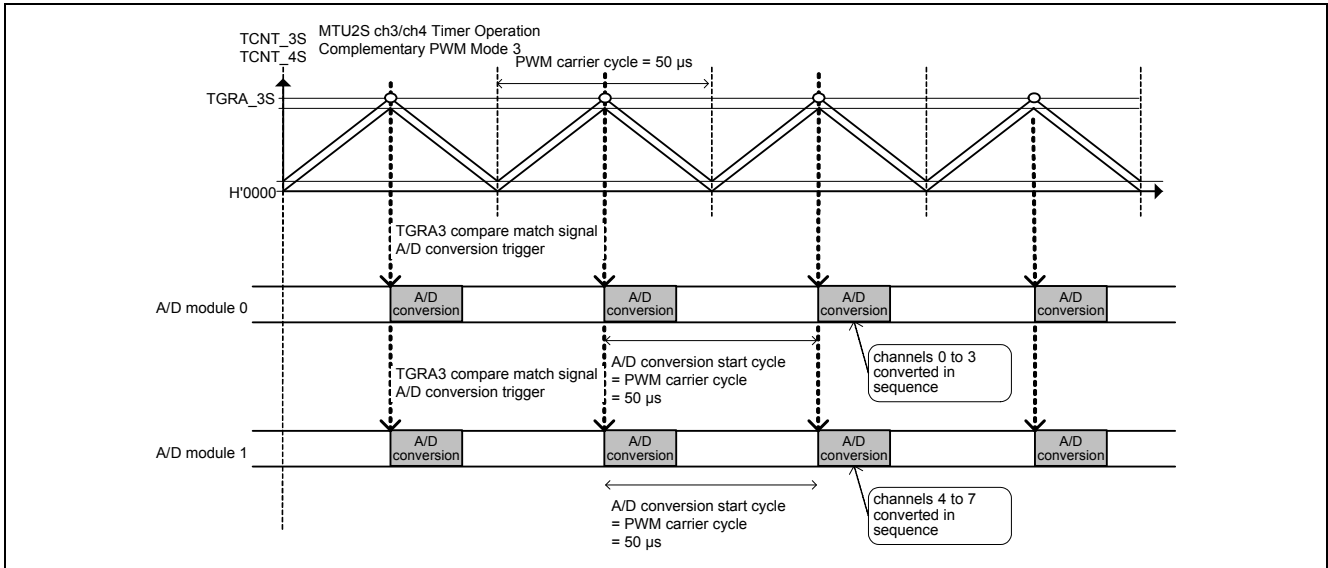 TCNT_3S
TCNT_4S
MTU2S ch3/ch4 Timer Operation
Complementary PWM Mode 3
PWM carrier cycle = 50 µs
TGRA_3S
H'0000
TGRA3 compare match signal
A/D conversion trigger
A/D module 0
A/D
conversion
A/D
conversion
A/D
conversion
A/D
conversion
A/D conversion start cycle
= PWM carrier cycle
= 50 µs
channels 0 to 3
converted in
sequence
TGRA3 compare match signal
A/D conversion trigger
A/D module 1
A/D
conversion
A/D
conversion
A/D
conversion
A/D
conversion
A/D conversion start cycle
= PWM carrier cycle
= 50 µs
channels 4 to 7
converted in
sequence